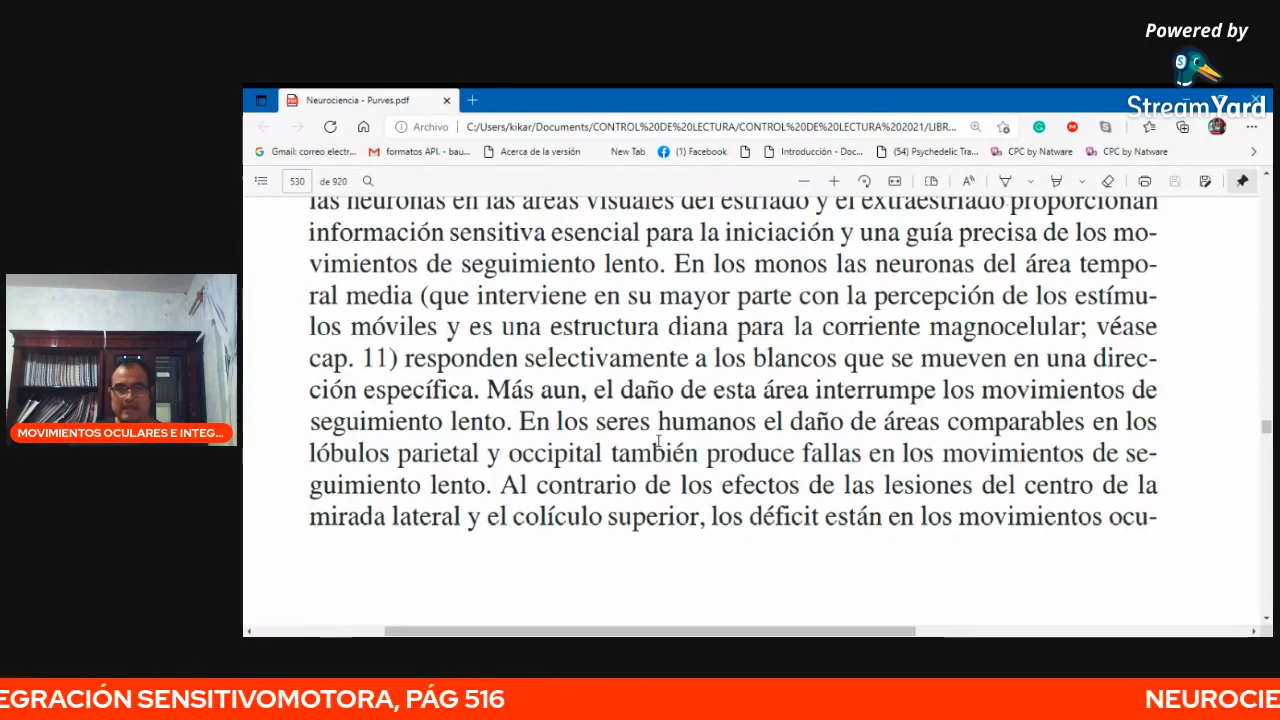 Powered by
StreamYard
Neurociencia - Purves.pdf
Archivo C:/Users/kikar/Documents/CONTROL%20DE%20LECTURA/CONTROL%20DE%20LECTURA%202021/LIBR...
Gmail: correo electr... formatos APL - bau... Acerca de la versión New Tab (1) Facebook Introducción - Doc... (54) Psychedelic Tra... CPC by Natware CPC by Natware
530 de 920
las neuronas en las áreas visuales del estriado y el extraestriado proporcionan
información sensitiva esencial para la iniciación y una guía precisa de los mo-
vimientos de seguimiento lento. En los monos las neuronas del área tempo-
ral media (que interviene en su mayor parte con la percepción de los estímu-
los móviles y es una estructura diana para la corriente magnocelular; véase
cap. 11) responden selectivamente a los blancos que se mueven en una direc-
ción específica. Más aun, el daño de esta área interrumpe los movimientos de
seguimiento lento. En los seres humanos el daño de áreas comparables en los
lóbulos parietal y occipital también produce fallas en los movimientos de se-
guimiento lento. Al contrario de los efectos de las lesiones del centro de la
mirada lateral y el colículo superior, los déficit están en los movimientos ocu-
MOVIMIENTOS OCULARES E INTEG...
EGRACIÓN SENSITIVOMOTORA, PÁG 516
NEUROCIE